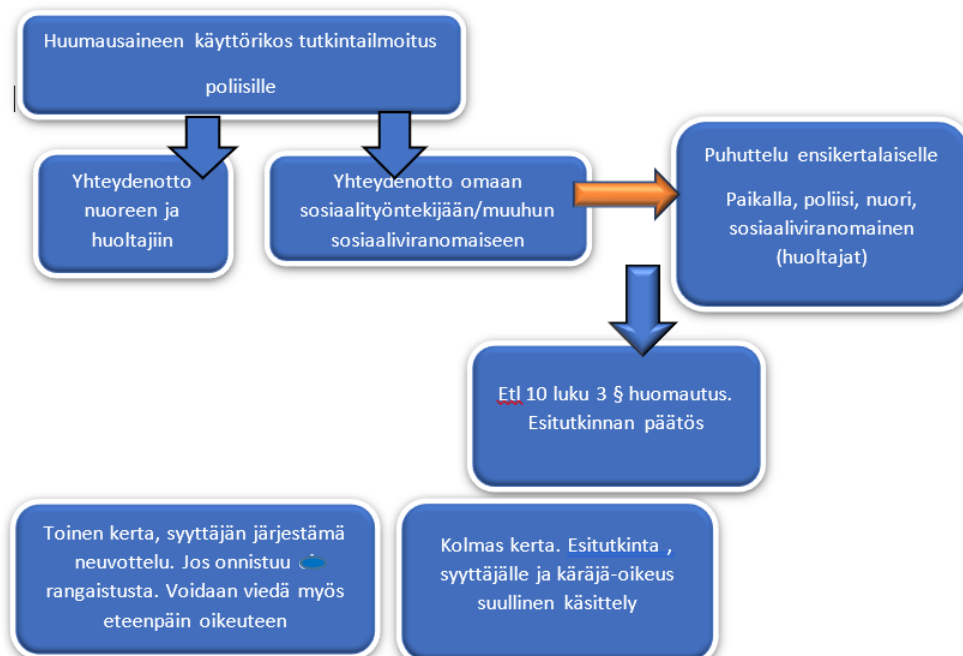 Huumausaineen käyttörikos tutkintailmoitus
poliisille
Yhteydenotto
nuoreen ja
huoltajiin
Yhteydenotto omaan
sosiaalityöntekijään/muuhun
sosiaaliviranomaiseen
Puhuttelu ensikertalaiselle
Paikalla, poliisi, nuori,
sosiaaliviranomainen
(huoltajat)
Etl 10 luku 3 § huomautus.
Esitutkinnan päätös
Toinen kerta, syyttäjän järjestämä
neuvottelu. Jos onnistuu
rangaistusta. Voidaan viedä myös
eteenpäin oikeuteen
Kolmas kerta. Esitutkinta ,
syyttäjälle ja käräjä-oikeus
suullinen käsittely